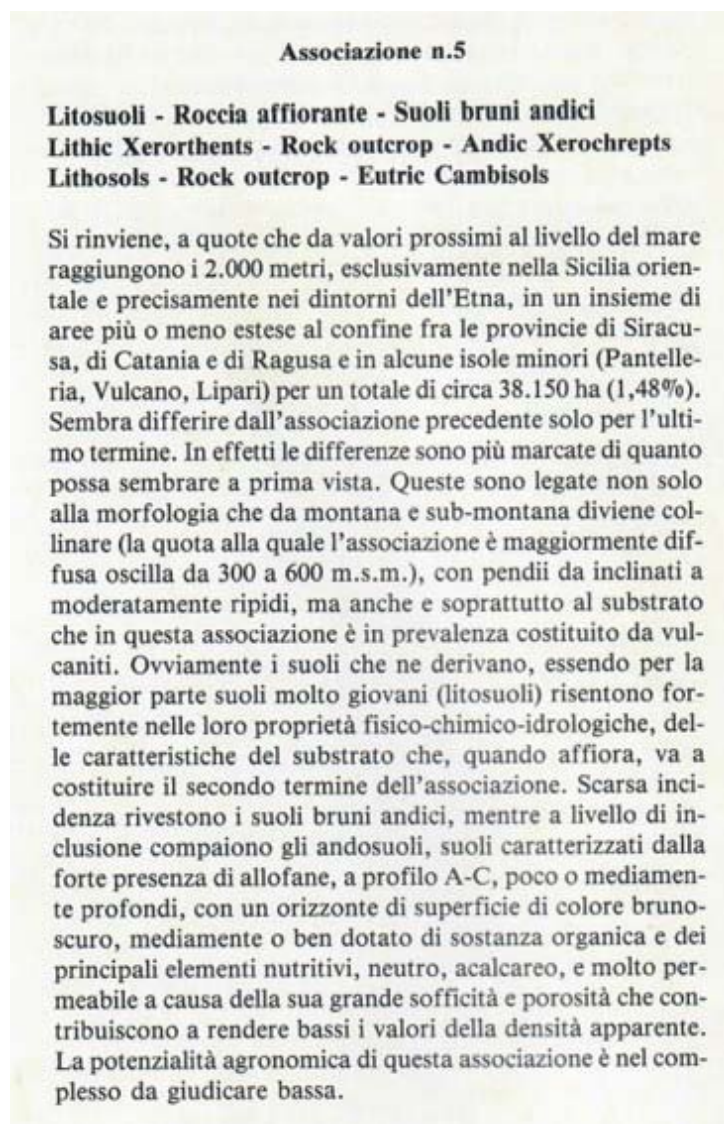 Associazione n.5
Litosuoli - Roccia affiorante - Suoli bruni andici
Lithic Xerorthents - Rock outcrop - Andic Xerochrepts
Lithosols - Rock outcrop - Eutric Cambisols
Si rinviene, a quote che da valori prossimi al livello del mare
raggiungono i 2.000 metri, esclusivamente nella Sicilia orien-
tale e precisamente nei dintorni dell'Etna, in un insieme di
aree più o meno estese al confine fra le provincie di Siracu-
sa, di Catania e di Ragusa e in alcune isole minori (Pantelle-
ria, Vulcano, Lipari) per un totale di circa 38.150 ha (1,48%).
Sembra differire dall'associazione precedente solo per l'ulti-
mo termine. In effetti le differenze sono più marcate di quanto
possa sembrare a prima vista. Queste sono legate non solo
alla morfologia che da montana e sub-montana diviene col-
linare (la quota alla quale l'associazione è maggiormente dif-
fusa oscilla da 300 a 600 m.s.m.), con pendii da inclinati a
moderatamente ripidi, ma anche e soprattutto al substrato
che in questa associazione è in prevalenza costituito da vul-
caniti. Ovviamente i suoli che ne derivano, essendo per la
maggior parte suoli molto giovani (litosuoli) risentono for-
temente nelle loro proprietà fisico-chimico-idrologiche, del-
le caratteristiche del substrato che, quando affiora, va a
costituire il secondo termine dell'associazione. Scarsa inci-
denza rivestono i suoli bruni andici, mentre a livello di in-
clusione compaiono gli andosuoli, suoli caratterizzati dalla
forte presenza di allofane, a profilo A-C, poco o mediamen-
te profondi, con un orizzonte di superficie di colore bruno-
scuro, mediamente o ben dotato di sostanza organica e dei
principali elementi nutritivi, neutro, acalcareo, e molto per-
meabile a causa della sua grande sofficità e porosità che con-
tribuiscono a rendere bassi i valori della densità apparente.
La potenzialità agronomica di questa associazione è nel com-
plesso da giudicare bassa.